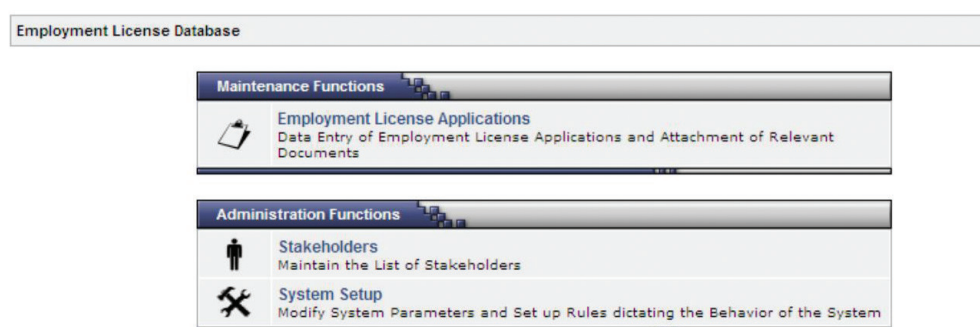 Employment License Database
Maintenance Functions
Employment License Applications
Data Entry of Employment License Applications and Attachment of Relevant
Documents
Administration Functions
Stakeholders
Maintain the List of Stakeholders
System Setup
Modify System Parameters and Set up Rules dictating the Behavior of the System